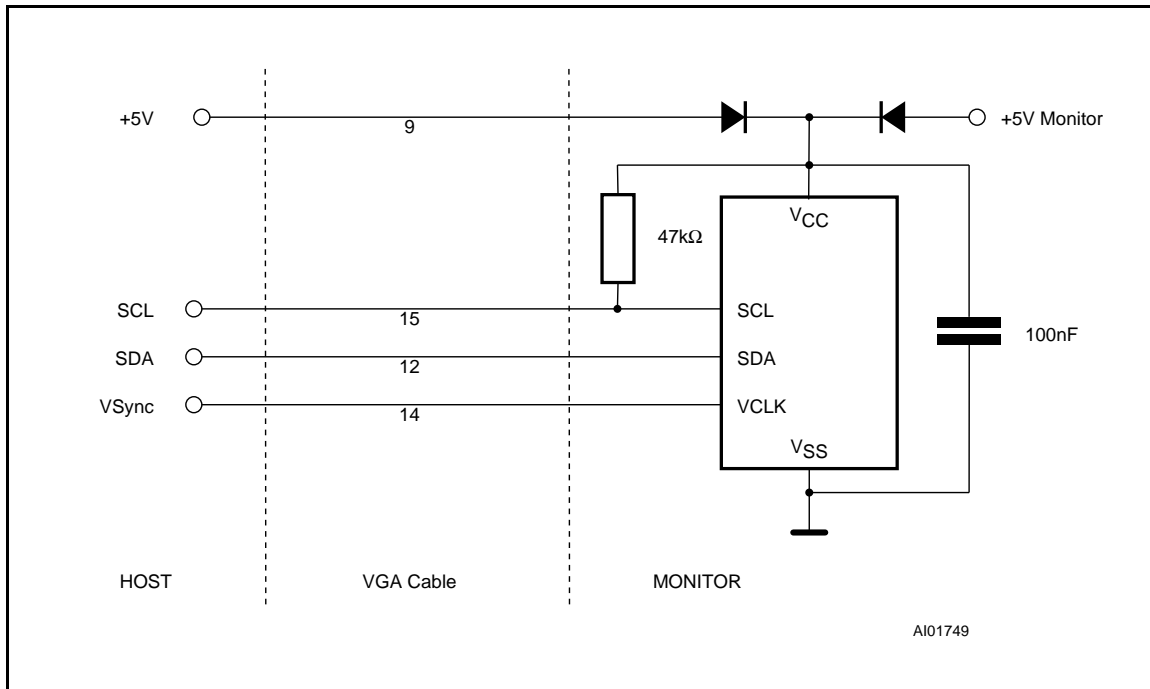 +5V
9
+5V Monitor
VCC
47kΩ
SCL
15
SCL
100nF
SDA
12
SDA
VSync
14
VCLK
VSS
HOST
VGA Cable
MONITOR
AI01749